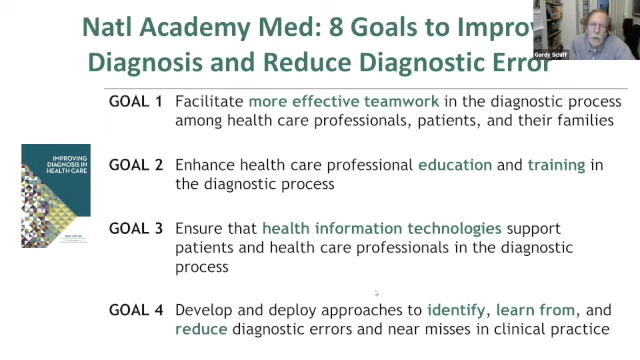 Natl Academy Med: 8 Goals to Improv
Diagnosis and Reduce Diagnostic Error
Gordy Schiff
GOAL 1 Facilitate more effective teamwork in the diagnostic process
among health care professionals, patients, and their families
GOAL 2 Enhance health care professional education and training in
the diagnostic process
IMPROVING
DIAGNOSIS IN
HEALTH CARE
GOAL 3 Ensure that health information technologies support
patients and health care professionals in the diagnostic
process
GOAL 4 Develop and deploy approaches to identify, learn from, and
reduce diagnostic errors and near misses in clinical practice